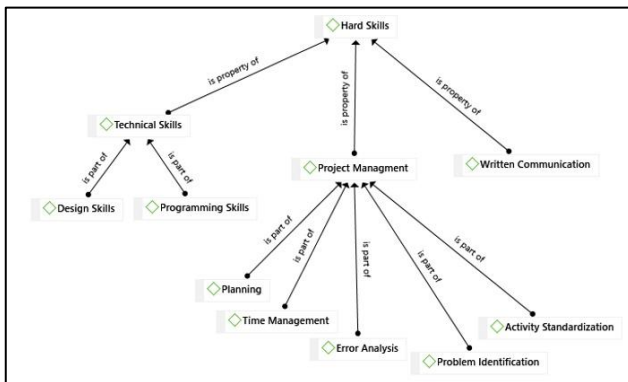 Hard Skills
is property of
is property of
is property of
Technical Skills
Project Managment
Written Communication
is part of
is part of
Design Skills
Programming Skills
is part of
is part of
is part of
is part of
is part of
Planning
Time Management
Activity Standardization
Error Analysis
Problem Identification